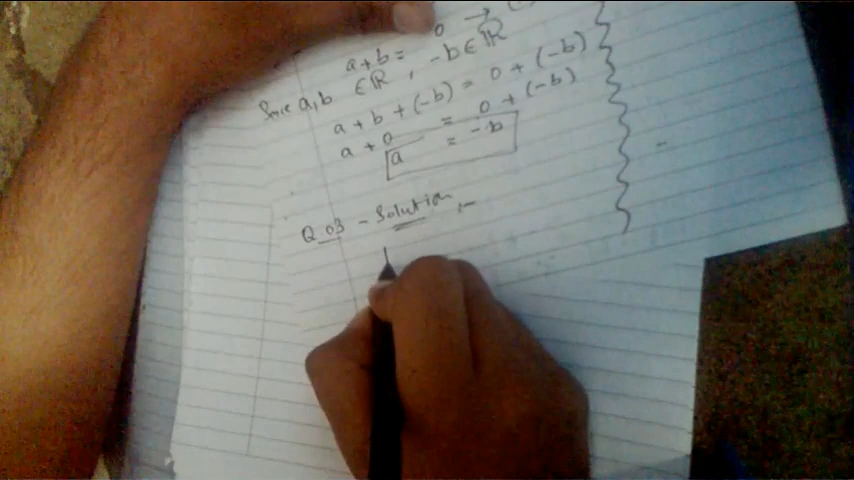 a + b = 0 →
Since a, b ∈ ℝ, -b ∈ ℝ
a + b + (-b) = 0 + (-b)
a + 0 = 0 + (-b)
a = -b
Q.03 - Solution :-